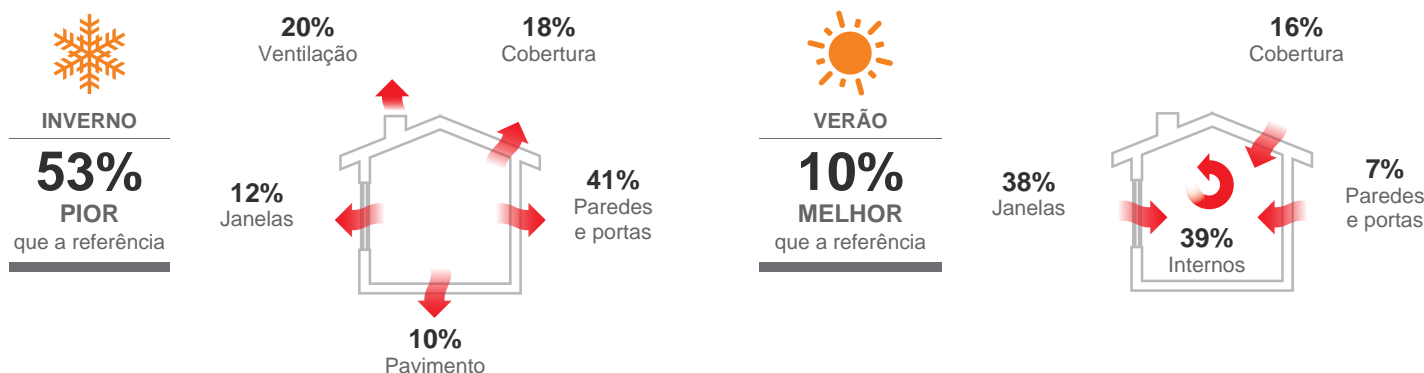 INVERNO
53%
PIOR
que a referência
20%
Ventilação
18%
Cobertura
12%
Janelas
41%
Paredes
e portas
10%
Pavimento
VERÃO
10%
MELHOR
que a referência
16%
Cobertura
38%
Janelas
7%
Paredes
e portas
39%
Internos